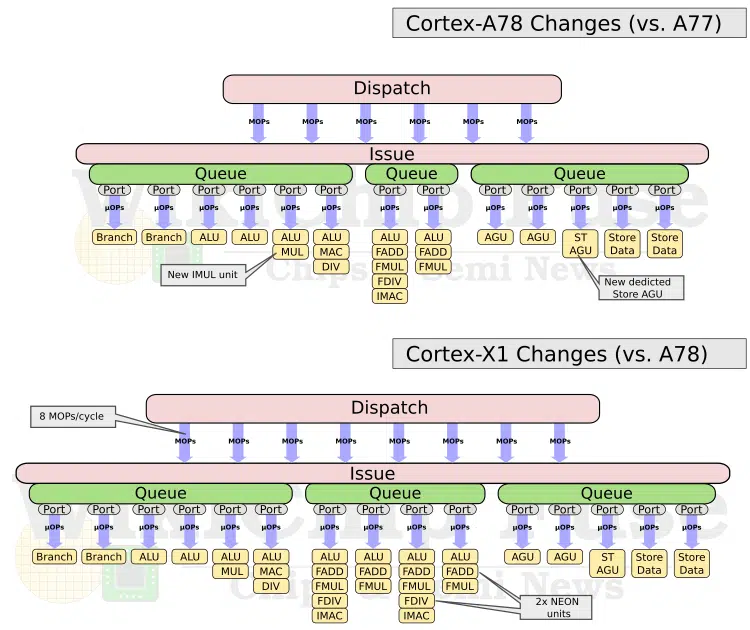 Cortex-A78 Changes (vs. A77)
Dispatch
MOPs MOPs MOPs MOPs MOPs MOPs
Issue
Queue Queue Queue
Port Port Port Port Port Port Port Port Port Port Port Port Port
µOPs µOPs µOPs µOPs µOPs µOPs µOPs µOPs µOPs µOPs µOPs µOPs µOPs
WikiChip Fuse
Branch Branch ALU ALU ALU ALU ALU ALU AGU AGU ST Store Store
MUL MAC FADD FADD AGU Data Data
DIV FMUL FMUL
Chips & Semi News
FDIV
IMAC
New IMUL unit
New dedicted
Store AGU
Cortex-X1 Changes (vs. A78)
8 MOPs/cycle
Dispatch
MOPs MOPs MOPs MOPs MOPs MOPs MOPs MOPs
Issue
Queue Queue Queue
Port Port Port Port Port Port Port Port Port Port Port Port Port Port Port
µOPs µOPs µOPs µOPs µOPs µOPs µOPs µOPs µOPs µOPs µOPs µOPs µOPs µOPs µOPs
WikiChip Fuse
Branch Branch ALU ALU ALU ALU ALU ALU ALU ALU AGU AGU ST Store Store
MUL MAC FADD FADD FADD FADD AGU Data Data
DIV FMUL FMUL FMUL FMUL
Chips & Semi News
FDIV FDIV
IMAC IMAC
2x NEON
units